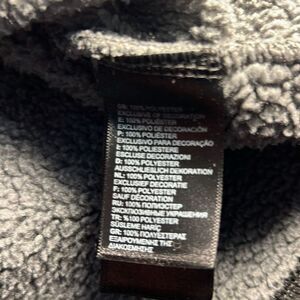 GB: 100% POLYESTER
EXCLUSIVE OF DECORATION
E: 100% POLIÉSTER
EXCLUSIVO DE DECORACIÓN
P: 100% POLIÉSTER
EXCLUSIVO PARA DECORAÇÃO
I: 100% POLIESTERE
ESCLUSE DECORAZIONI
D: 100% POLYESTER
AUSSCHLIEßLICH DEKORATION
NL: 100% POLYESTER
EXCLUSIEF DECORATIE
F: 100% POLYESTER
SAUF DÉCORATION
RU: 100% ПОЛИЭСТЕР
ЭКСКЛЮЗИВНЫЕ УКРАШЕНИЯ
TR: %100 POLYESTER
SÜSLEME HARİÇ
GR: 100% ΠΟΛΥΕΣΤΕΡΑΣ
ΕΞΑΙΡΟΥΜΕΝΗΣ ΤΗΣ
ΔΙΑΚΟΣΜΗΣΗΣ